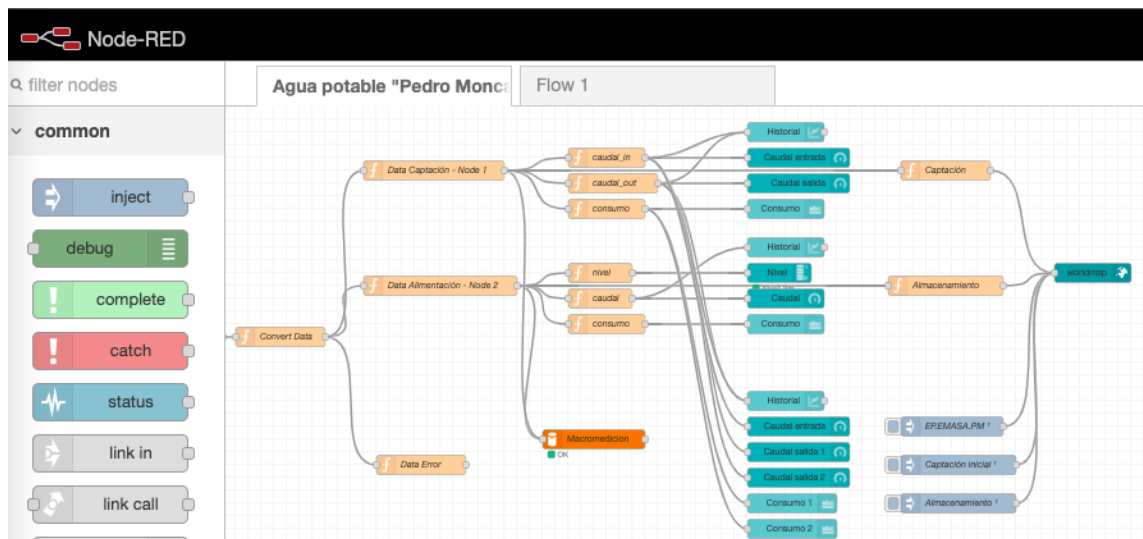 Node-RED
filter nodes
Agua potable "Pedro Monca
Flow 1
common
inject
debug
complete
catch
status
link in
link call
Convert Data
Data Captación - Node 1
Data Alimentación - Node 2
Data Error
caudal_in
caudal_out
consumo
nivel
caudal
consumo
Macromedicion
OK
Historial
Caudal entrada
Caudal salida
Consumo
Historial
Nivel
Caudal
Consumo
Historial
Caudal entrada
Caudal salida 1
Caudal salida 2
Consumo 1
Consumo 2
Captación
Almacenamiento
EP.EMASA.PM ¹
Captación inicial ¹
Almacenamiento ¹
worldmap